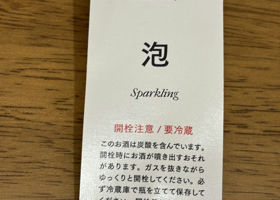 泡
Sparkling
開栓注意 / 要冷蔵
このお酒は炭酸を含んでいます。
開栓時にお酒が噴き出すおそれ
があります。ガスを抜きながら
ゆっくりと開栓してください。必
ず冷蔵庫で瓶を立てて保存して